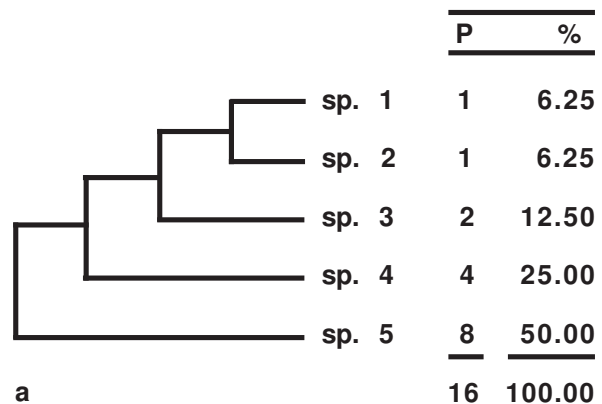 P %
sp. 1 1 6.25
sp. 2 1 6.25
sp. 3 2 12.50
sp. 4 4 25.00
sp. 5 8 50.00
a 16 100.00